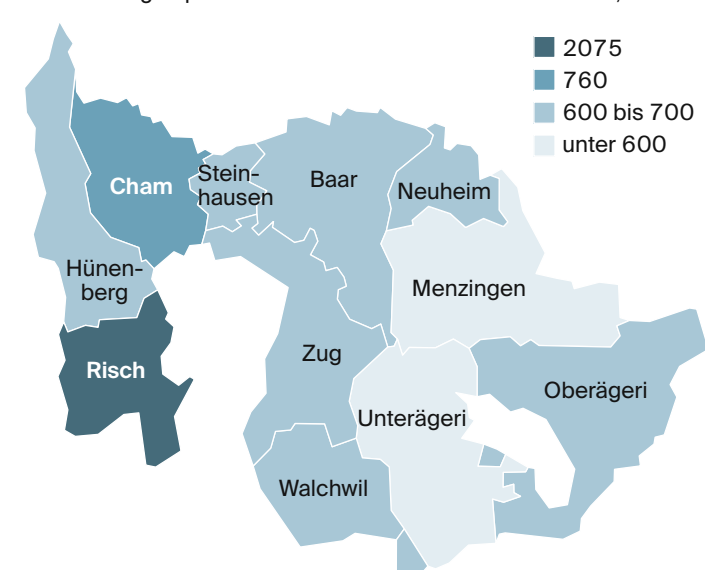 2075
760
600 bis 700
unter 600
Cham
Stein-
hausen
Baar
Neuheim
Hünen-
berg
Menzingen
Risch
Zug
Oberägeri
Unterägeri
Walchwil